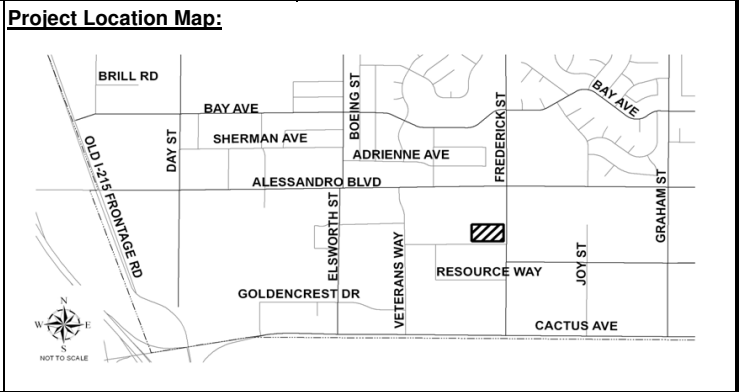 Project Location Map:
BRILL RD
BAY AVE
BAY AVE
BOEING ST
FREDERICK ST
DAY ST
SHERMAN AVE
ADRIENNE AVE
OLD I-215 FRONTAGE RD
ALESSANDRO BLVD
GRAHAM ST
ELSWORTH ST
VETERANS WAY
JOY ST
RESOURCE WAY
GOLDENCREST DR
CACTUS AVE
N
W E
S
NOT TO SCALE